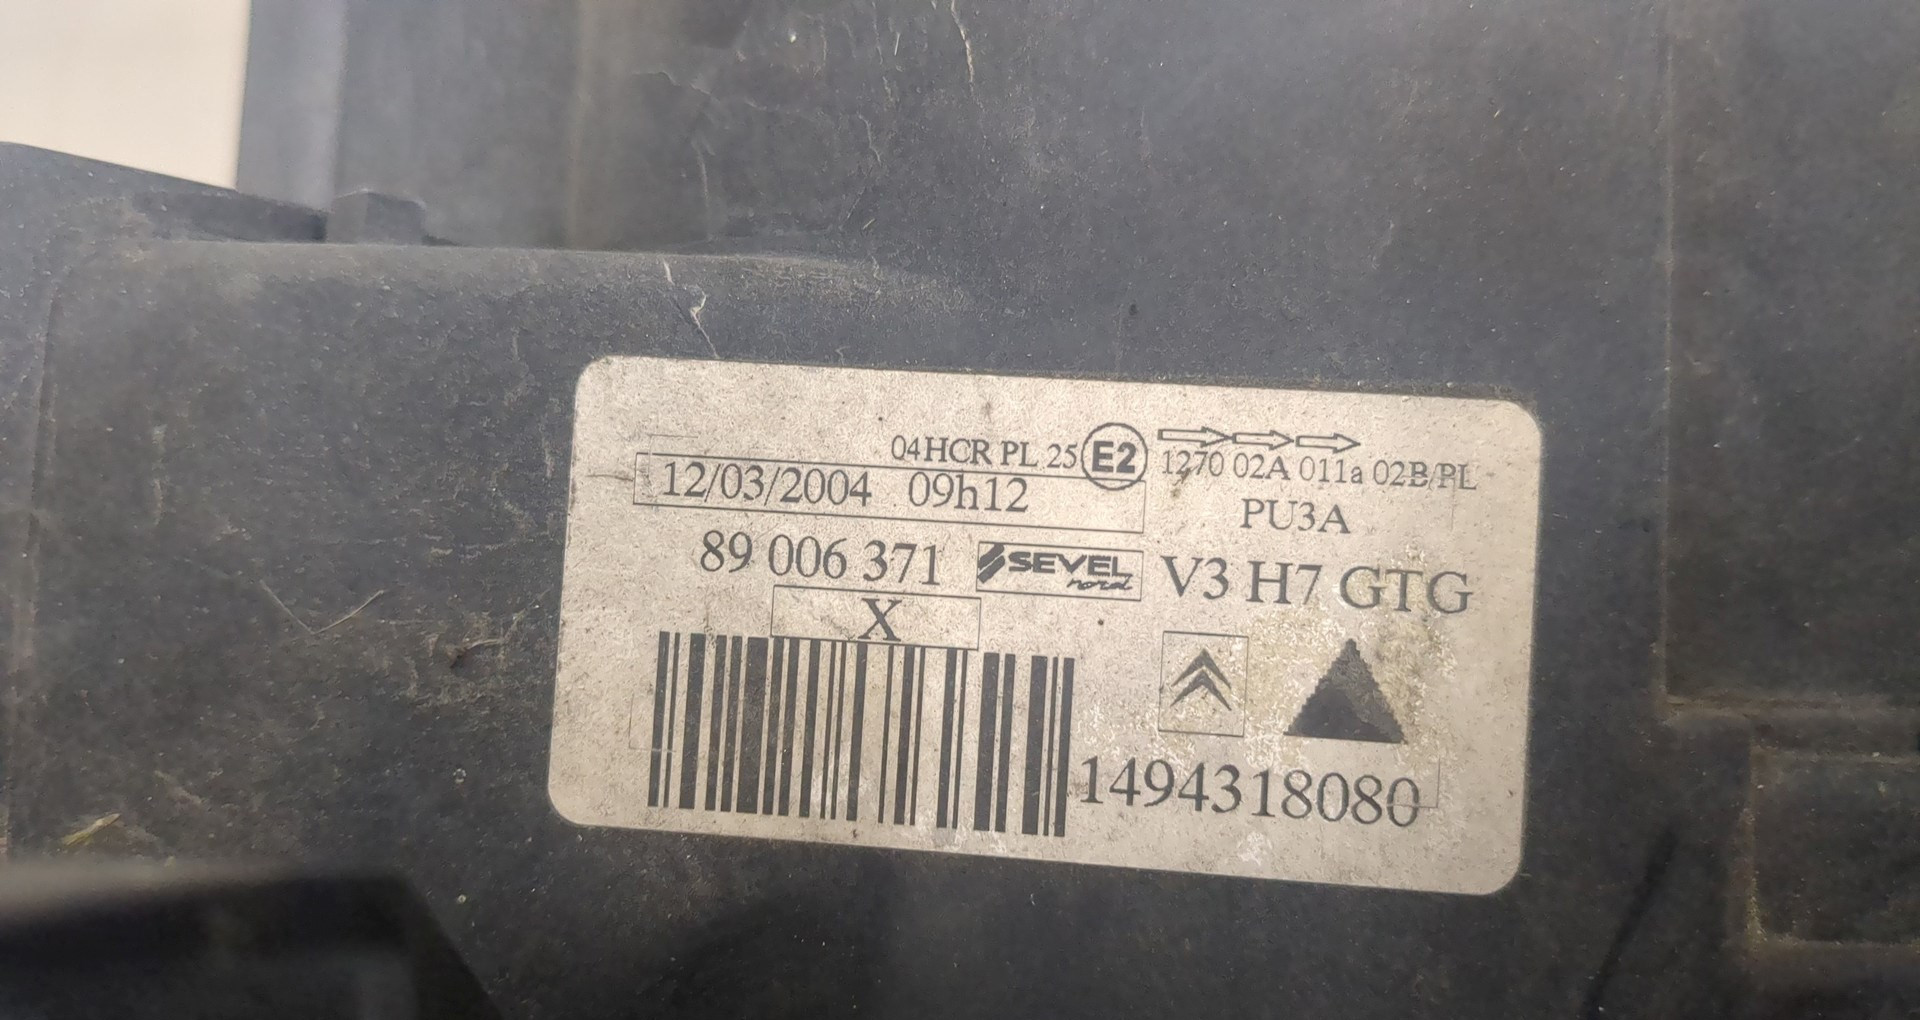 04HCR PL 25 E2 1270 02A 011a 02B/PL
12/03/2004 09h12
PU3A
89 006 371 SEVEL nord V3 H7 GTG
X
1494318080